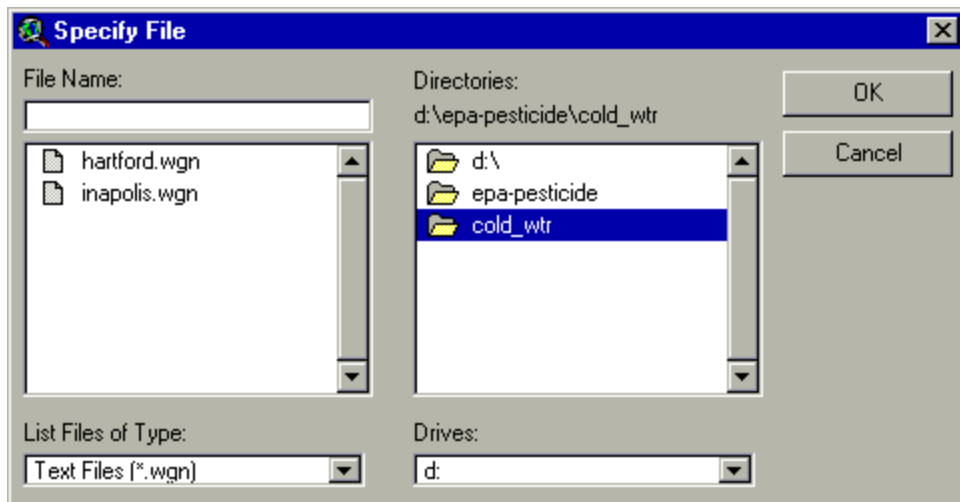 Specify File
File Name:
hartford.wgn
inapolis.wgn
List Files of Type:
Text Files (*.wgn)
Directories:
d:\epa-pesticide\cold_wtr
d:\
epa-pesticide
cold_wtr
Drives:
d:
OK
Cancel